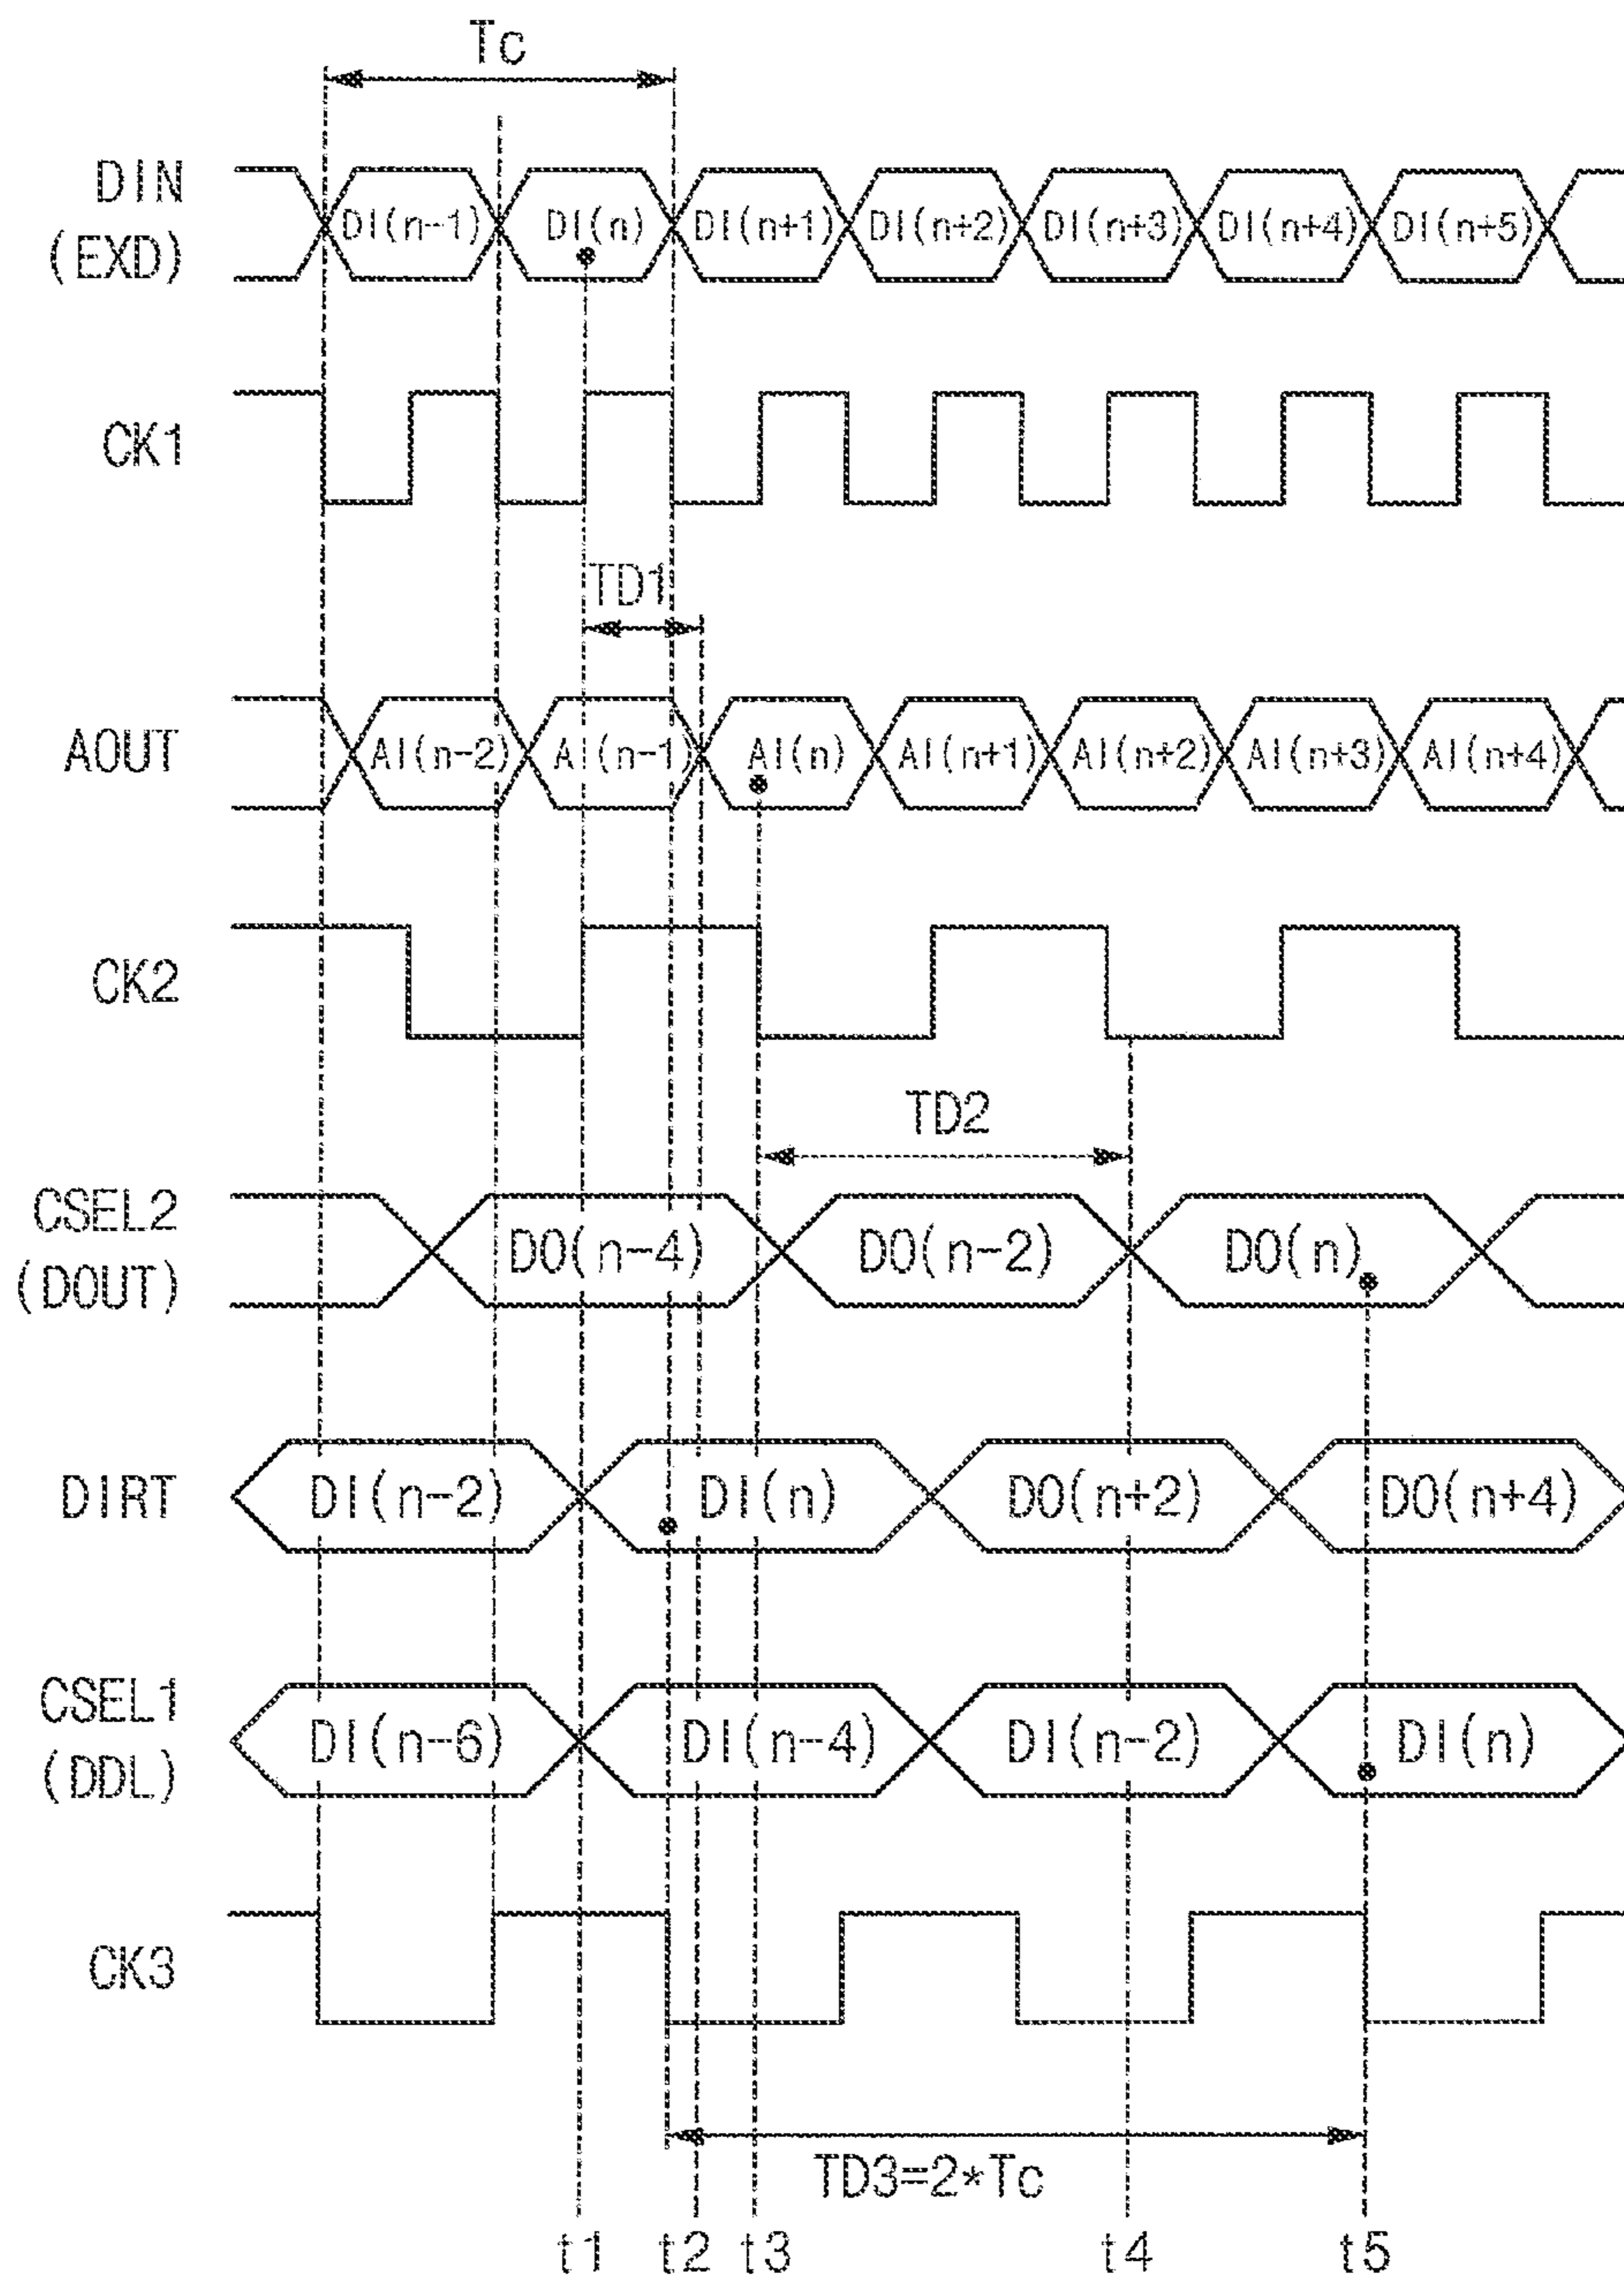 Tc
DIN
(EXD)
DI(n-1) DI(n) DI(n+1) DI(n+2) DI(n+3) DI(n+4) DI(n+5)
CK1
TD1
AOUT
AI(n-2) AI(n-1) AI(n) AI(n+1) AI(n+2) AI(n+3) AI(n+4)
CK2
TD2
CSEL2
(DOUT)
DO(n-4) DO(n-2) DO(n)
DIRT
DI(n-2) DI(n) DO(n+2) DO(n+4)
CSEL1
(DDL)
DI(n-6) DI(n-4) DI(n-2) DI(n)
CK3
TD3=2*Tc
t1 t2 t3 t4 t5